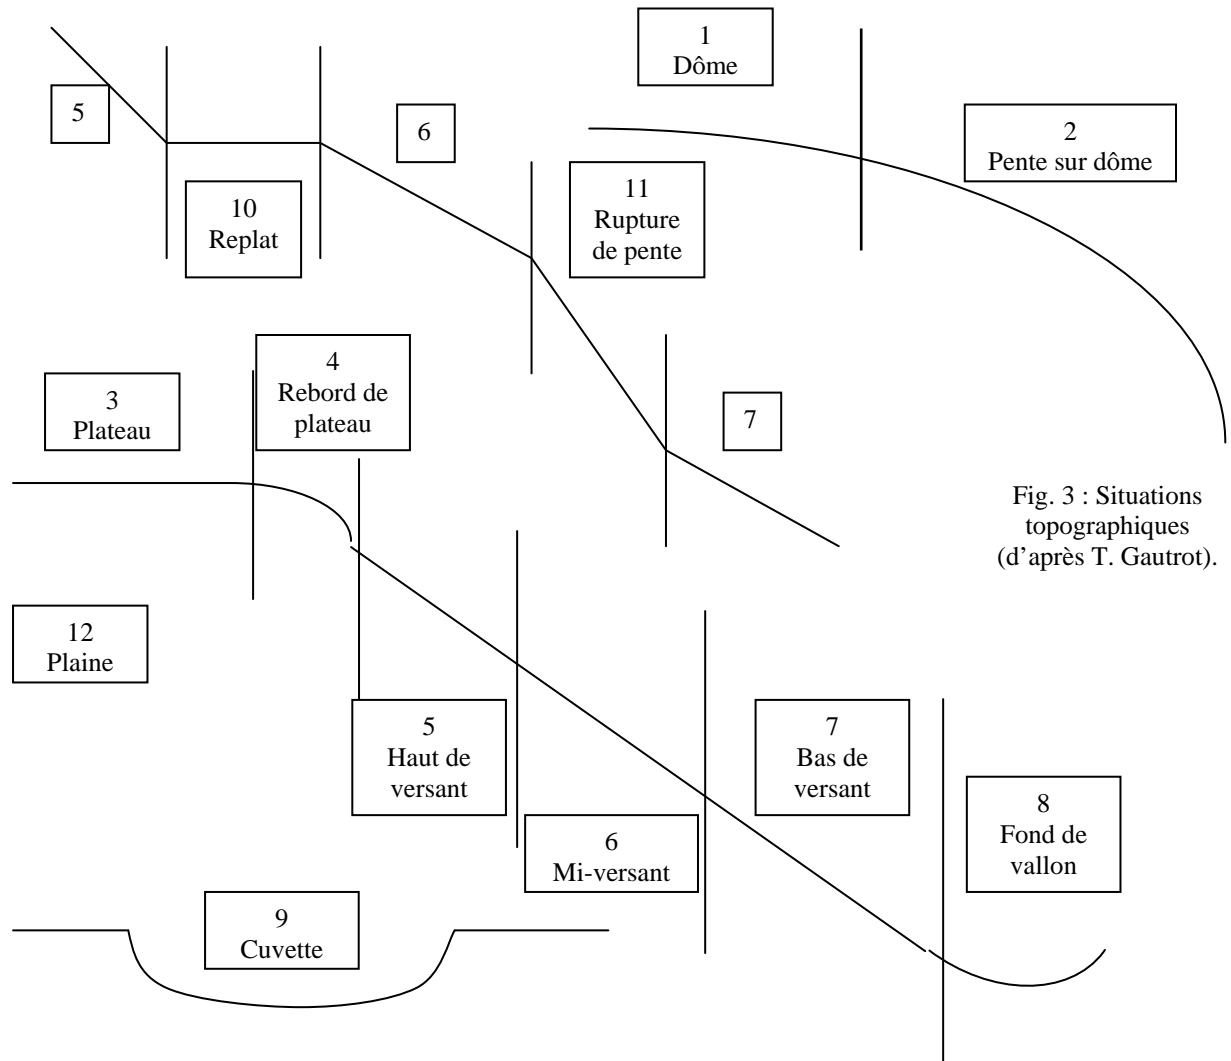 1
Dôme
5
6
2
Pente sur dôme
10
Replat
11
Rupture
de pente
3
Plateau
4
Rebord de
plateau
7
Fig. 3 : Situations
topographiques
(d’après T. Gautrot).
12
Plaine
5
Haut de
versant
7
Bas de
versant
6
Mi-versant
8
Fond de
vallon
9
Cuvette